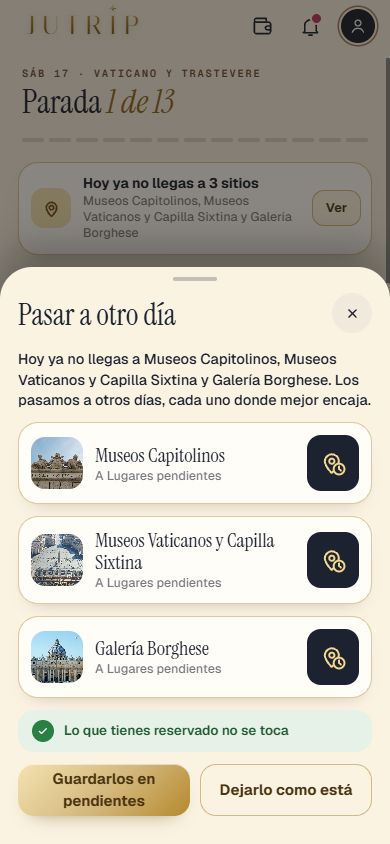 JUTRIP
SÁB 17 · VATICANO Y TRASTEVERE
Parada 1 de 13
Hoy ya no llegas a 3 sitios
Museos Capitolinos, Museos
Vaticanos y Capilla Sixtina y Galería
Borghese
Ver
Pasar a otro día
Hoy ya no llegas a Museos Capitolinos, Museos
Vaticanos y Capilla Sixtina y Galería Borghese. Los
pasamos a otros días, cada uno donde mejor encaja.
Museos Capitolinos
A Lugares pendientes
Museos Vaticanos y Capilla
Sixtina
A Lugares pendientes
Galería Borghese
A Lugares pendientes
Lo que tienes reservado no se toca
Guardarlos en
pendientes
Dejarlo como está